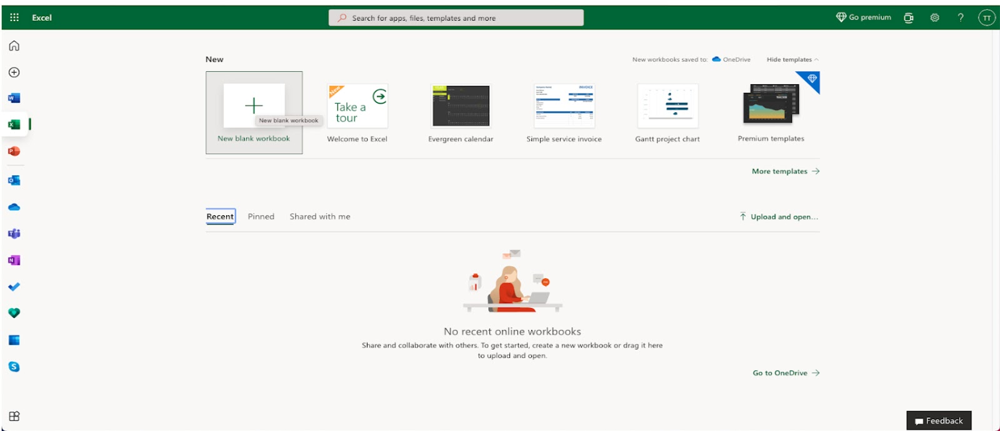 Excel
Search for apps, files, templates and more
Go premium
?
TT
New
New workbooks saved to: OneDrive
Hide templates
New
Take a
tour
INVOICE
New blank workbook
New blank workbook
Welcome to Excel
Evergreen calendar
Simple service invoice
Gantt project chart
Premium templates
More templates →
Recent
Pinned
Shared with me
Upload and open...
No recent online workbooks
Share and collaborate with others. To get started, create a new workbook or drag it here
to upload and open.
Go to OneDrive →
Feedback